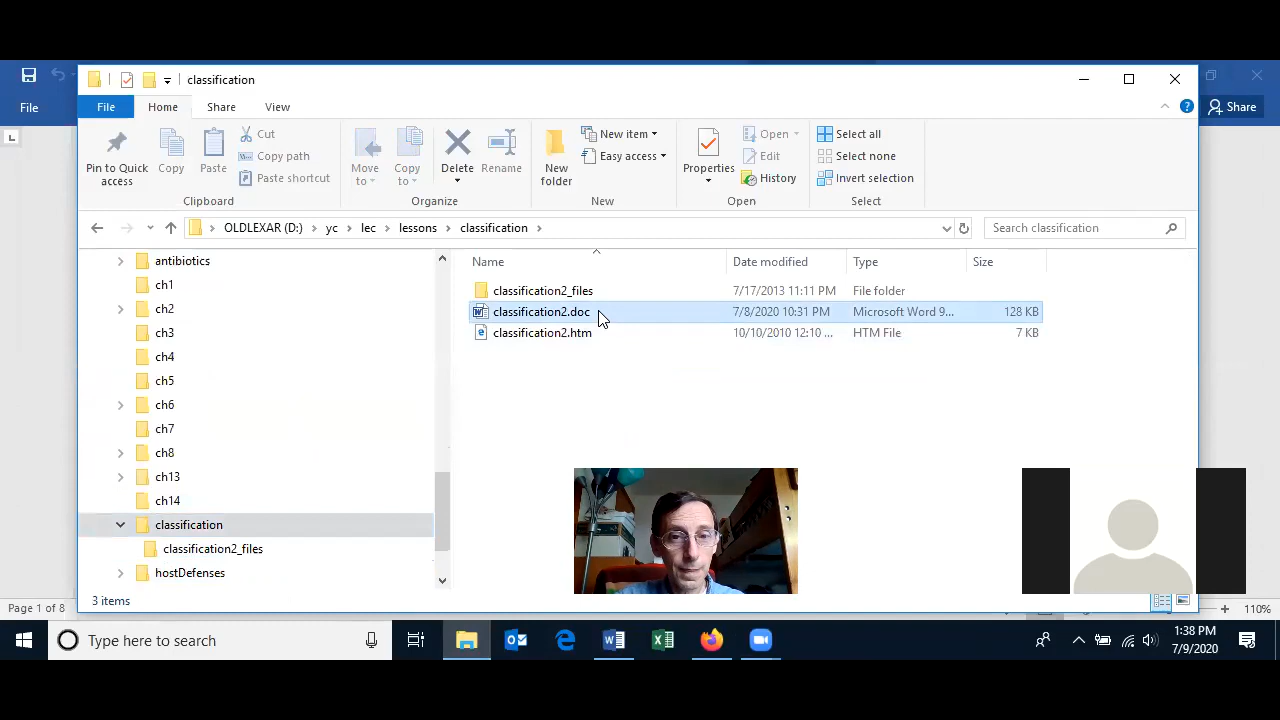 classification
File
File Home Share View
Share
Pin to Quick access
Copy
Paste
Cut
Copy path
Paste shortcut
Clipboard
Move to
Copy to
Delete
Rename
Organize
New folder
New item
Easy access
New
Properties
Open
Edit
History
Open
Select all
Select none
Invert selection
Select
OLDLEXAR (D:) yc lec lessons classification
Search classification
antibiotics
ch1
ch2
ch3
ch4
ch5
ch6
ch7
ch8
ch13
ch14
classification
classification2_files
hostDefenses
Name Date modified Type Size
classification2_files 7/17/2013 11:11 PM File folder
classification2.doc 7/8/2020 10:31 PM Microsoft Word 9... 128 KB
classification2.htm 10/10/2010 12:10 ... HTM File 7 KB
3 items
Page 1 of 8
110%
Type here to search
1:38 PM
7/9/2020